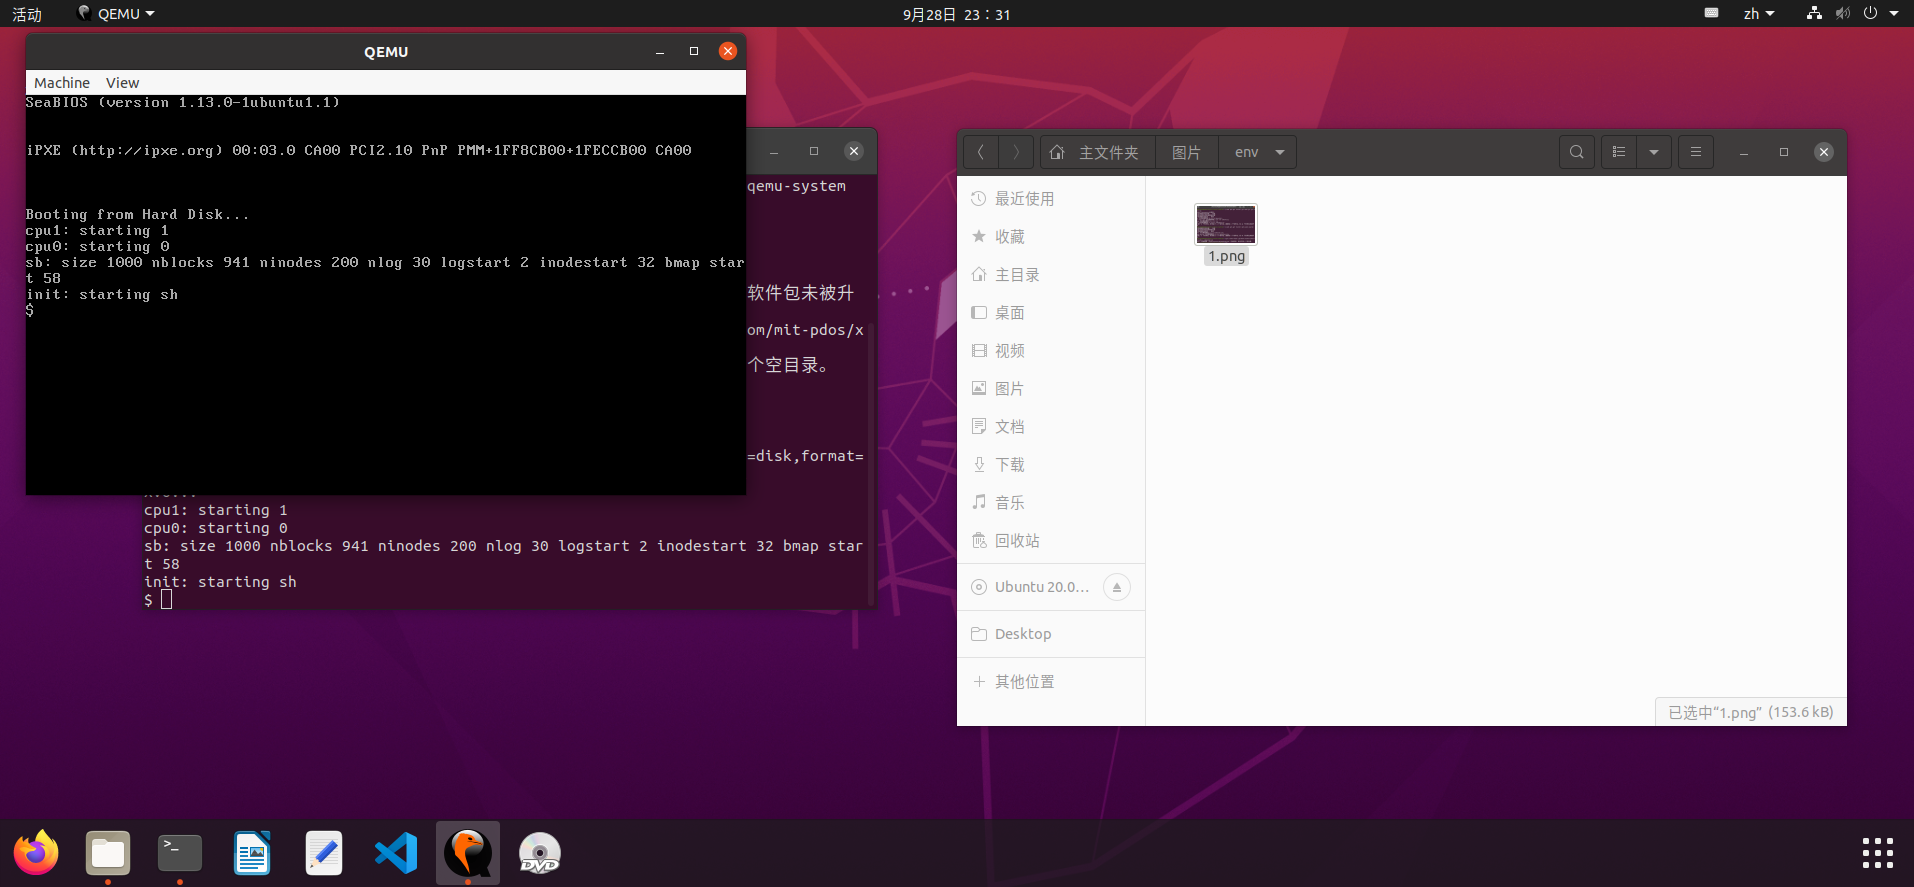 活动
QEMU
9月28日 23：31
zh
QEMU
Machine View
SeaBIOS (version 1.13.0-1ubuntu1.1)
iPXE (http://ipxe.org) 00:03.0 CA00 PCI2.10 PnP PMM+1FF8CB00+1FECCB00 CA00
Booting from Hard Disk...
cpu1: starting 1
cpu0: starting 0
sb: size 1000 nblocks 941 ninodes 200 nlog 30 logstart 2 inodestart 32 bmap star
t 58
init: starting sh
$
qemu-system
软件包未被升
om/mit-pdos/x
个空目录。
=disk,format=
cpu1: starting 1
cpu0: starting 0
sb: size 1000 nblocks 941 ninodes 200 nlog 30 logstart 2 inodestart 32 bmap star
t 58
init: starting sh
$
主文件夹 图片 env
最近使用
收藏
主目录
桌面
视频
图片
文档
下载
音乐
回收站
Ubuntu 20.0…
Desktop
其他位置
1.png
已选中“1.png” (153.6 kB)
>_
DVD